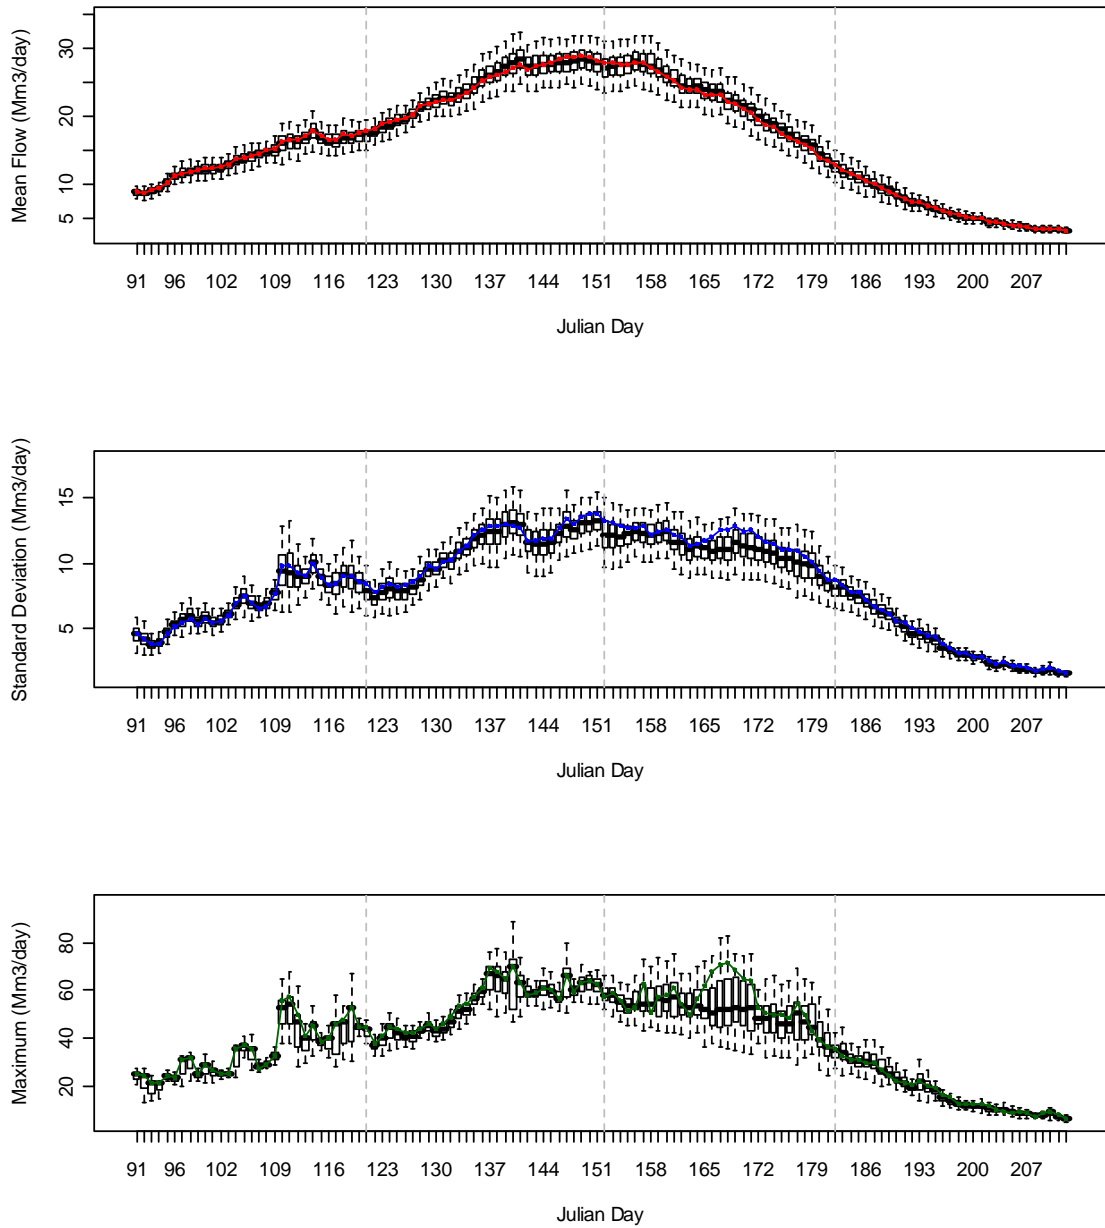 Mean Flow (Mm3/day)
30
20
10
5
91 96 102 109 116 123 130 137 144 151 158 165 172 179 186 193 200 207
Julian Day
Standard Deviation (Mm3/day)
15
10
5
91 96 102 109 116 123 130 137 144 151 158 165 172 179 186 193 200 207
Julian Day
Maximum (Mm3/day)
80
60
40
20
91 96 102 109 116 123 130 137 144 151 158 165 172 179 186 193 200 207
Julian Day